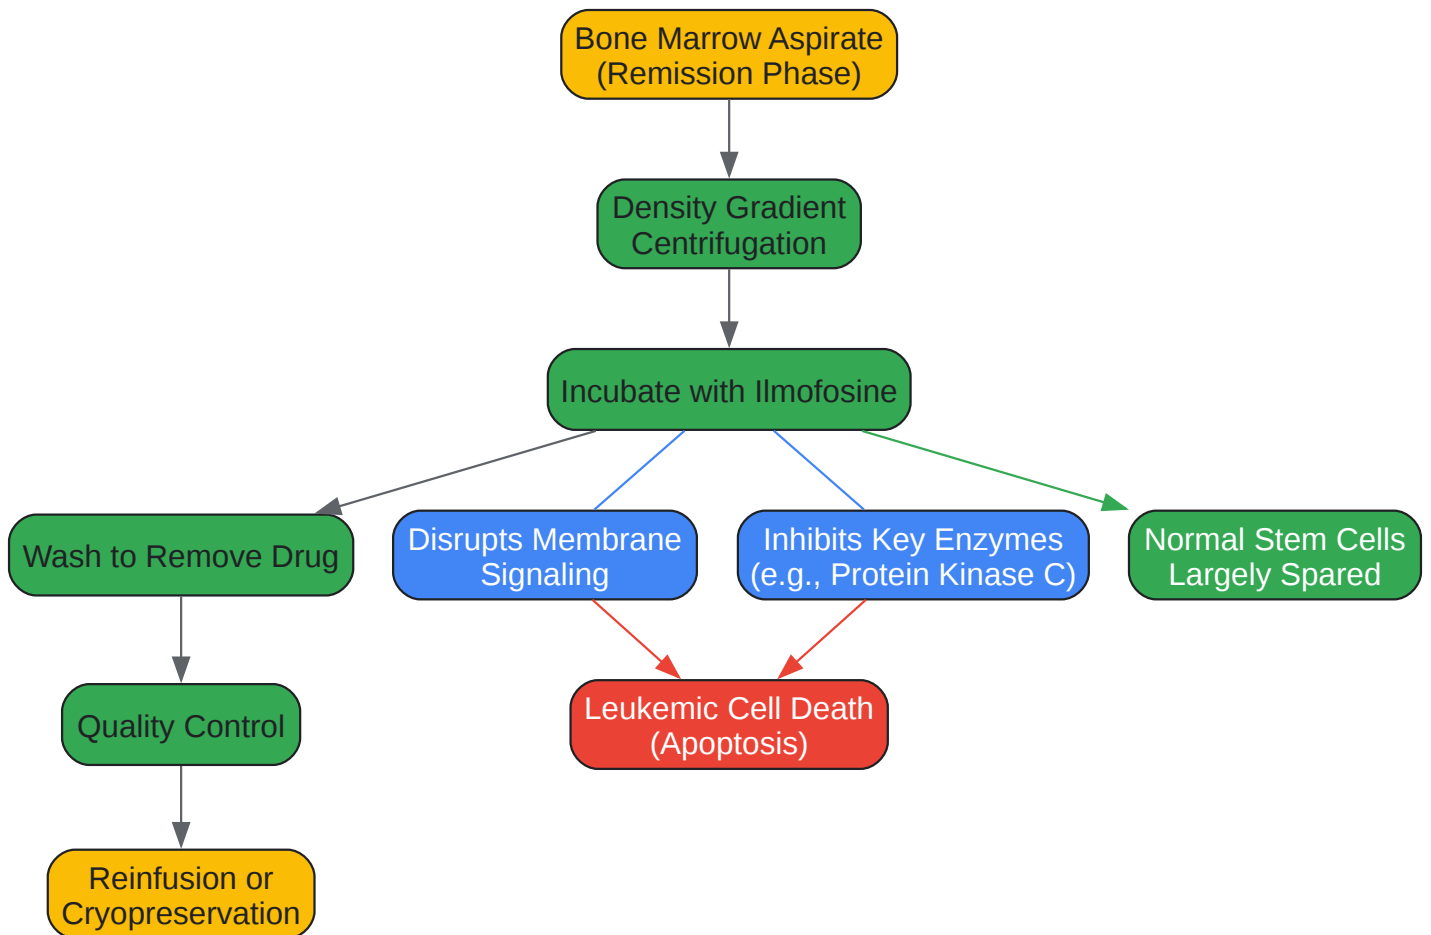 Bone Marrow Aspirate
(Remission Phase)
Density Gradient
Centrifugation
Incubate with Ilmofosine
Wash to Remove Drug
Disrupts Membrane
Signaling
Inhibits Key Enzymes
(e.g., Protein Kinase C)
Normal Stem Cells
Largely Spared
Quality Control
Leukemic Cell Death
(Apoptosis)
Reinfusion or
Cryopreservation